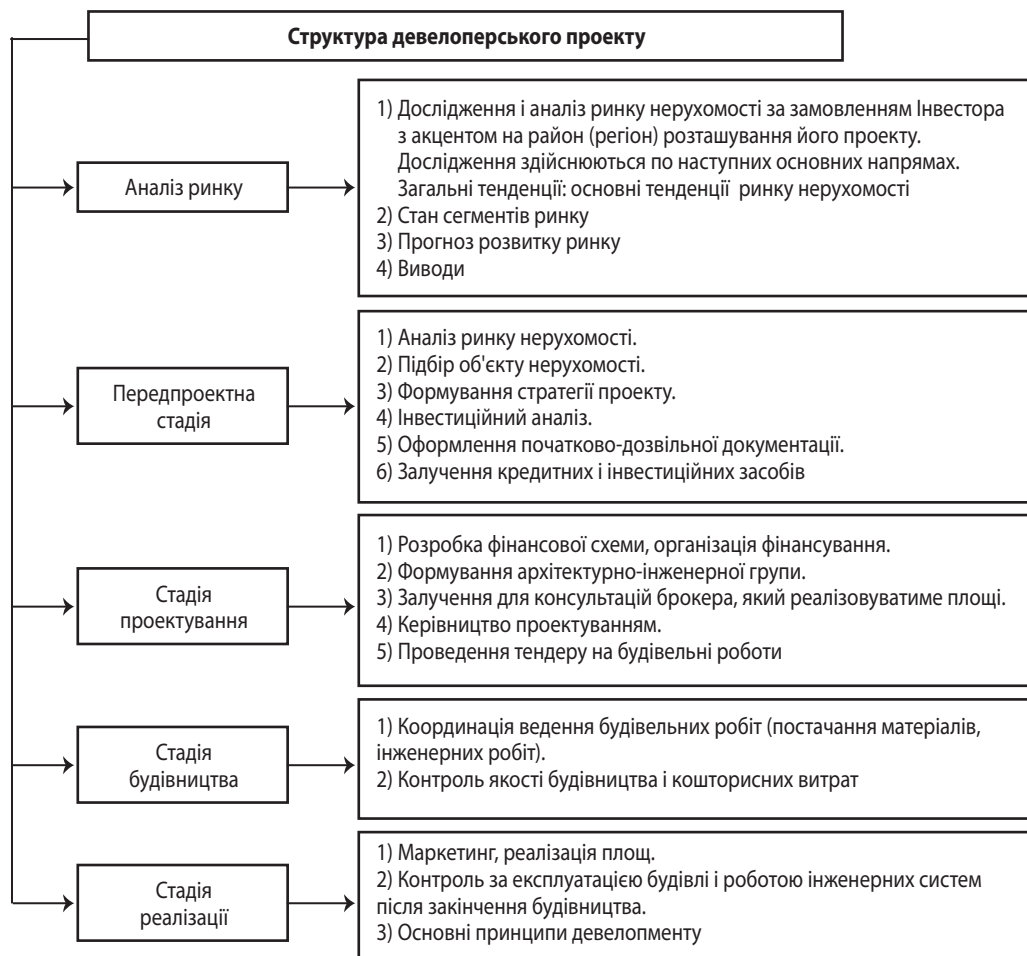 Структура девелоперського проекту
Аналіз ринку
1) Дослідження і аналіз ринку нерухомості за замовленням Інвестора
з акцентом на район (регіон) розташування його проекту.
Дослідження здійснюються по наступних основних напрямах.
Загальні тенденції: основні тенденції ринку нерухомості
2) Стан сегментів ринку
3) Прогноз розвитку ринку
4) Виводи
Передпроектна
стадія
1) Аналіз ринку нерухомості.
2) Підбір об'єкту нерухомості.
3) Формування стратегії проекту.
4) Інвестиційний аналіз.
5) Оформлення початково-дозвільної документації.
6) Залучення кредитних і інвестиційних засобів
Стадія
проектування
1) Розробка фінансової схеми, організація фінансування.
2) Формування архітектурно-інженерної групи.
3) Залучення для консультацій брокера, який реалізовуватиме площі.
4) Керівництво проектуванням.
5) Проведення тендеру на будівельні роботи
Стадія
будівництва
1) Координація ведення будівельних робіт (постачання матеріалів,
інженерних робіт).
2) Контроль якості будівництва і кошторисних витрат
Стадія
реалізації
1) Маркетинг, реалізація площ.
2) Контроль за експлуатацією будівлі і роботою інженерних систем
після закінчення будівництва.
3) Основні принципи девелопменту